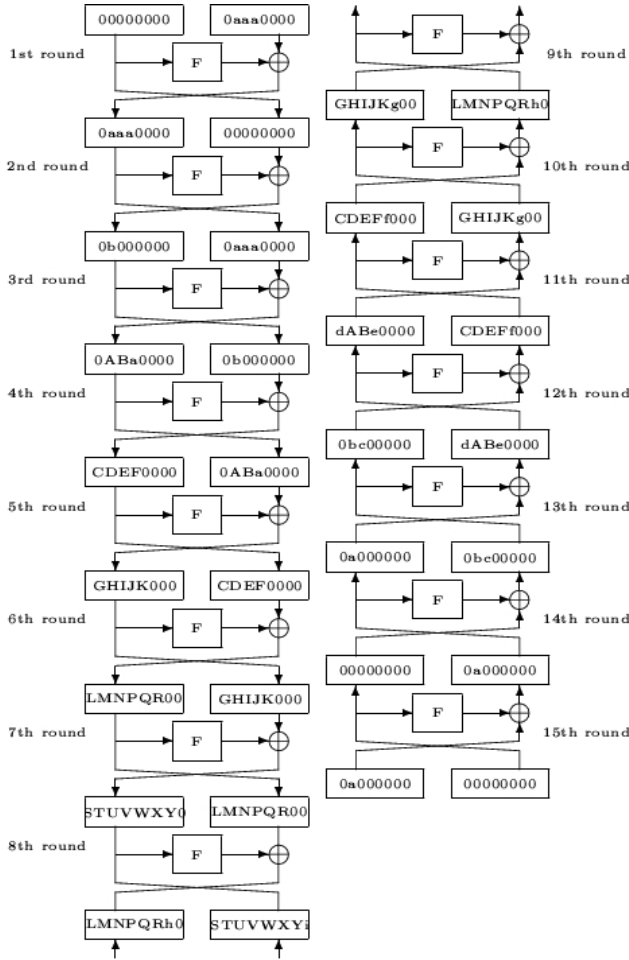 00000000 0aaa0000
1st round F
0aaa0000 00000000
2nd round F
0b000000 0aaa0000
3rd round F
0ABa0000 0b000000
4th round F
CDEF0000 0ABa0000
5th round F
GHIJK000 CDEF0000
6th round F
LMNPQR00 GHIJK000
7th round F
STUVWXY0 LMNPQR00
8th round F
LMNPQRh0 STUVWXYi
F 9th round
GHIJKg00 LMNPQRh0
F 10th round
CDEFf000 GHIJKg00
F 11th round
dABe0000 CDEFf000
F 12th round
0bc00000 dABe0000
F 13th round
0a000000 0bc00000
F 14th round
00000000 0a000000
F 15th round
0a000000 00000000